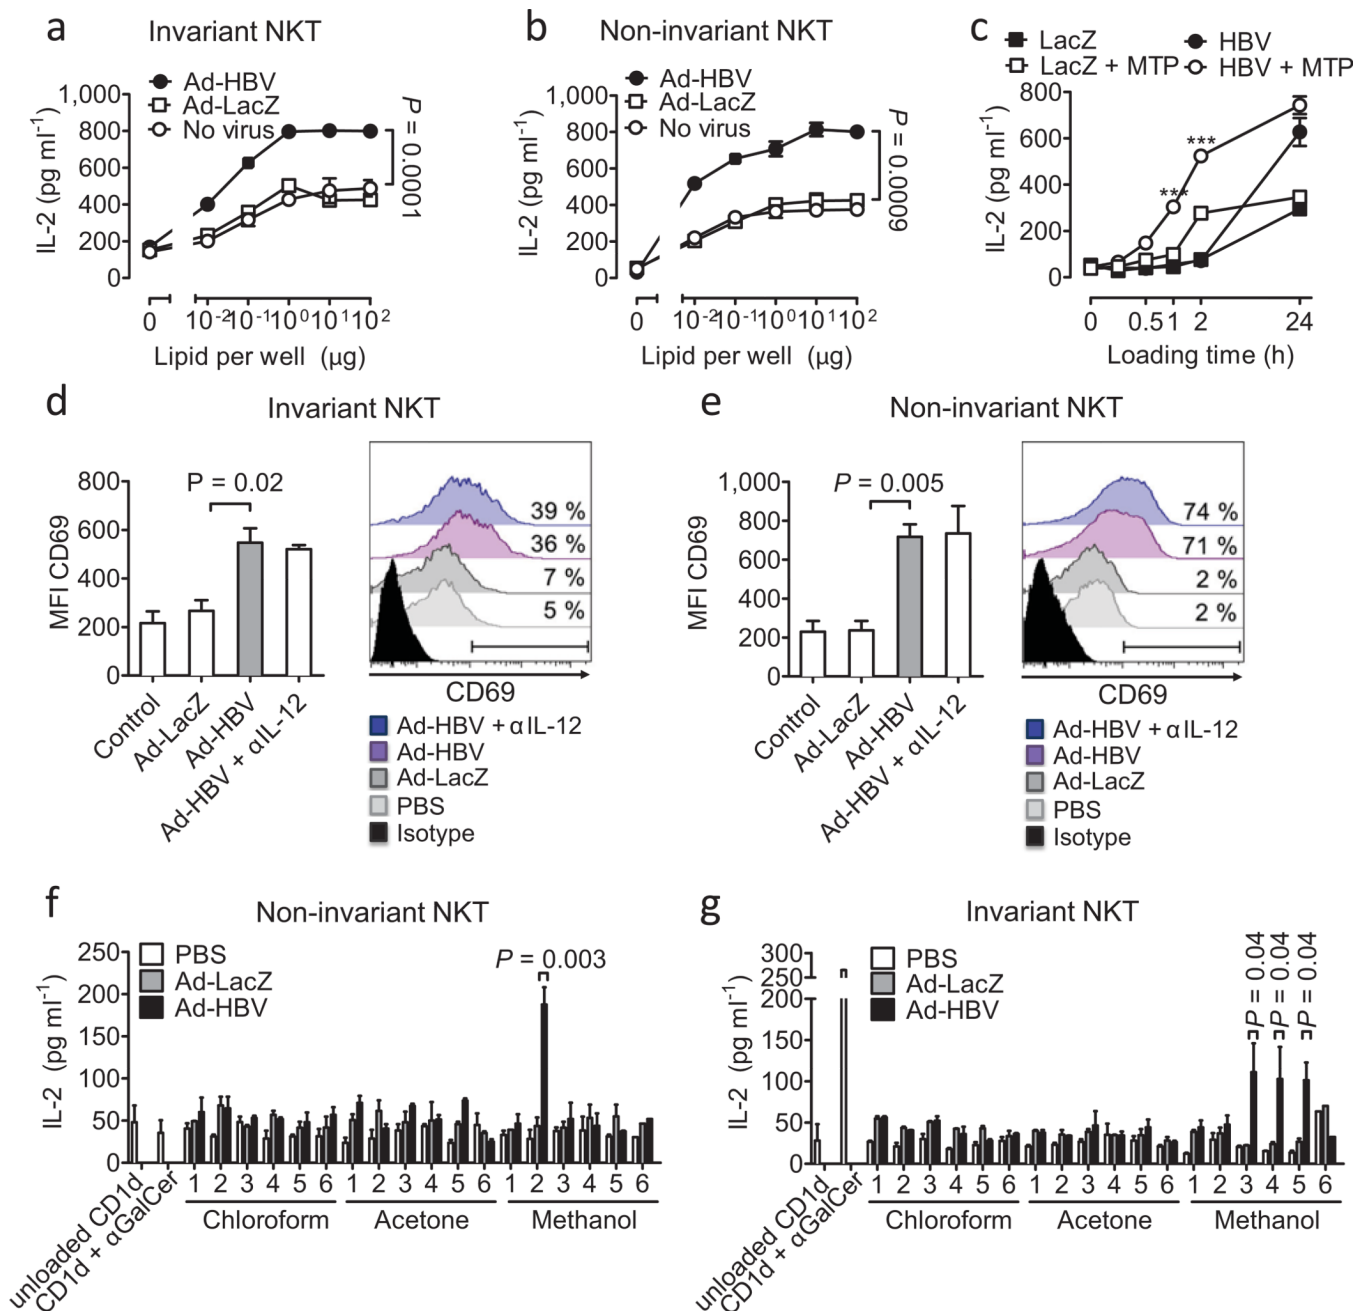 a
Invariant NKT
Ad-HBV
Ad-LacZ
No virus
IL-2 (pg ml⁻¹)
1,000
800
600
400
200
0
P = 0.0001
0 10⁻² 10⁻¹ 10⁰ 10¹ 10²
Lipid per well (µg)
b
Non-invariant NKT
Ad-HBV
Ad-LacZ
No virus
IL-2 (pg ml⁻¹)
1,000
800
600
400
200
0
P = 0.0009
0 10⁻² 10⁻¹ 10⁰ 10¹ 10²
Lipid per well (µg)
c
LacZ HBV
LacZ + MTP HBV + MTP
IL-2 (pg ml⁻¹)
800
600
400
200
0
***
***
0 0.5 1 2 24
Loading time (h)
d
Invariant NKT
MFI CD69
800
600
400
200
0
P = 0.02
Control
Ad-LacZ
Ad-HBV
Ad-HBV + αIL-12
39 %
36 %
7 %
5 %
CD69
Ad-HBV + αIL-12
Ad-HBV
Ad-LacZ
PBS
Isotype
e
Non-invariant NKT
MFI CD69
1,000
800
600
400
200
0
P = 0.005
Control
Ad-LacZ
Ad-HBV
Ad-HBV + αIL-12
74 %
71 %
2 %
2 %
CD69
Ad-HBV + αIL-12
Ad-HBV
Ad-LacZ
PBS
Isotype
f
Non-invariant NKT
PBS
Ad-LacZ
Ad-HBV
IL-2 (pg ml⁻¹)
250
200
150
100
50
0
P = 0.003
unloaded CD1d
CD1d + αGalCer
1 2 3 4 5 6 1 2 3 4 5 6 1 2 3 4 5 6
Chloroform Acetone Methanol
g
Invariant NKT
PBS
Ad-LacZ
Ad-HBV
IL-2 (pg ml⁻¹)
300
250
200
150
100
50
0
P = 0.04
P = 0.04
P = 0.04
unloaded CD1d
CD1d + αGalCer
1 2 3 4 5 6 1 2 3 4 5 6 1 2 3 4 5 6
Chloroform Acetone Methanol